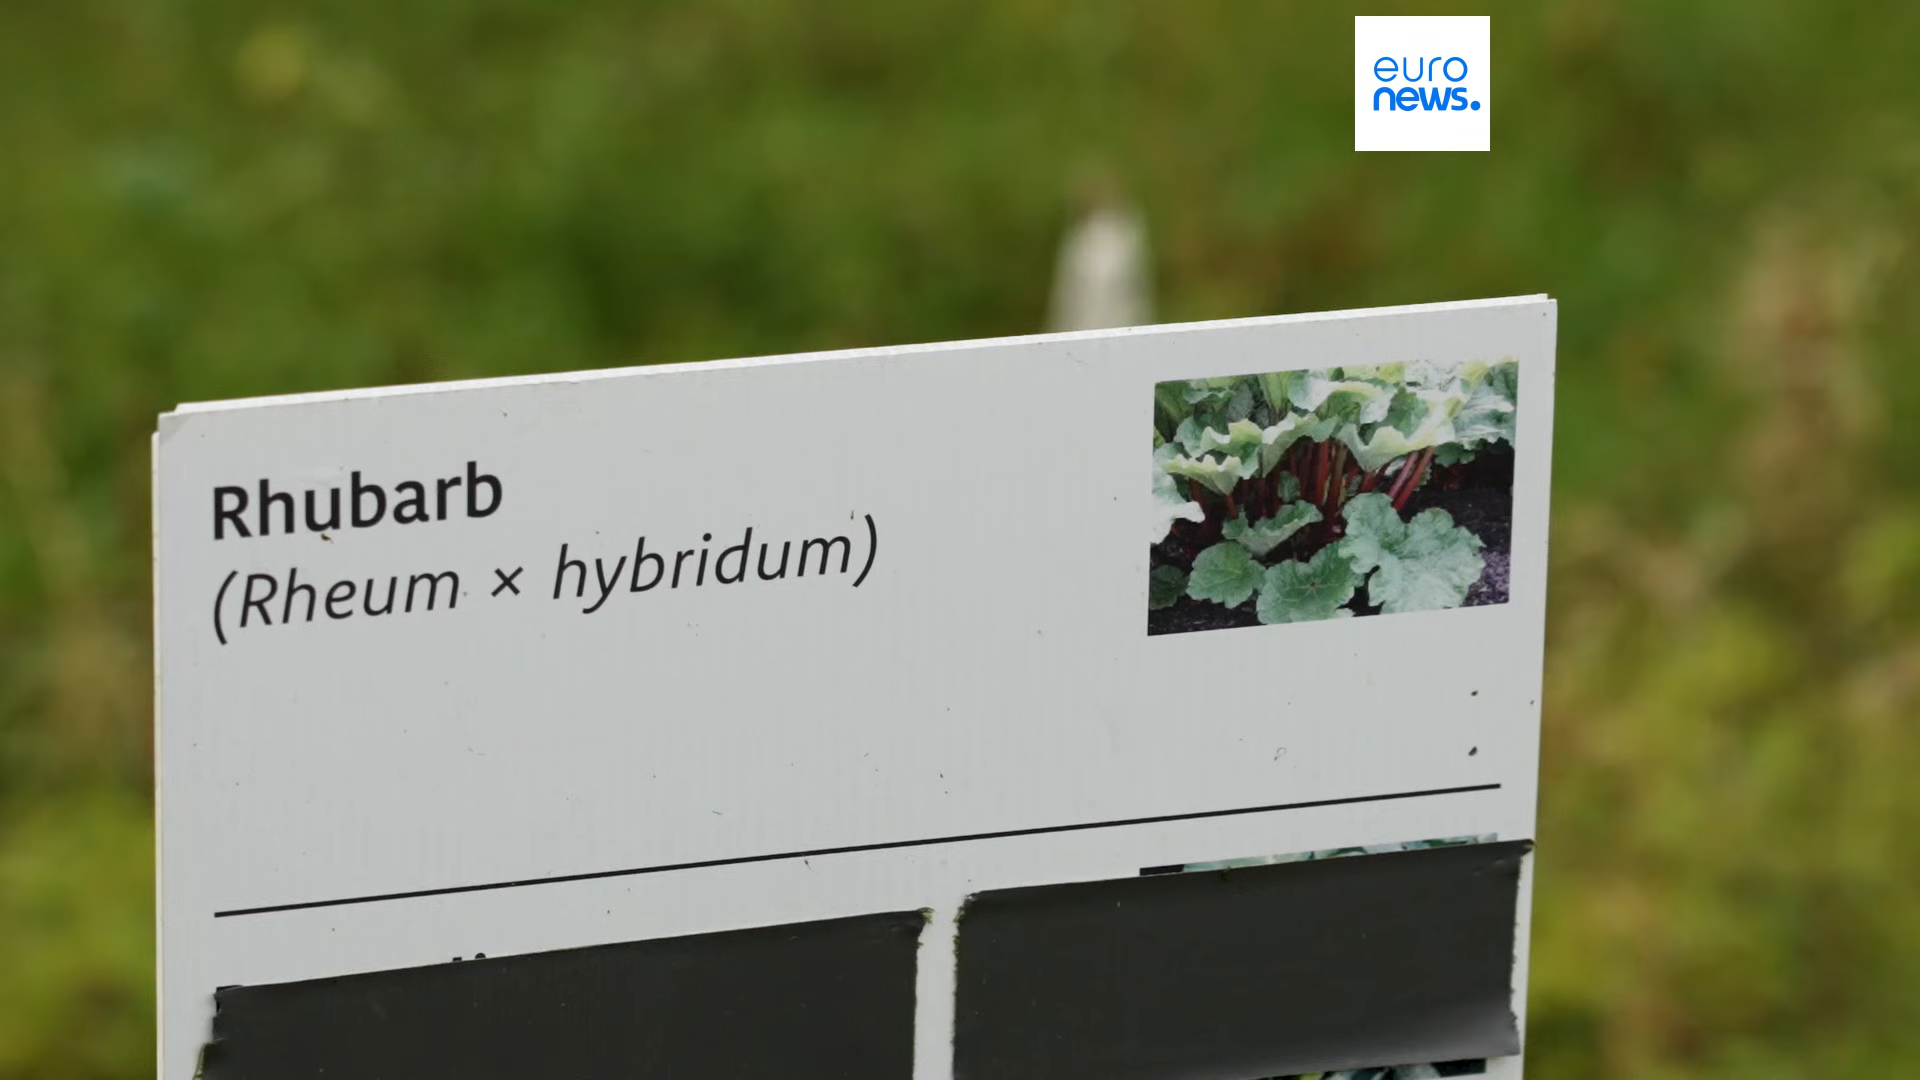 euro
news.
Rhubarb
(Rheum × hybridum)